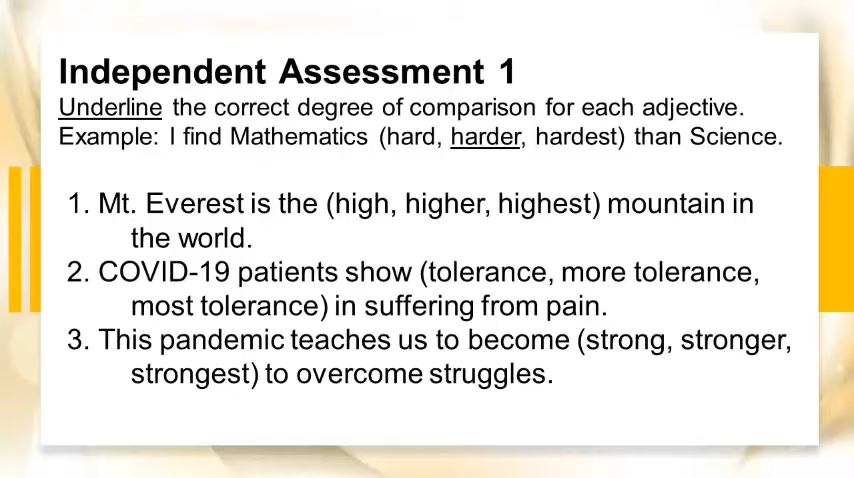 Independent Assessment 1
Underline the correct degree of comparison for each adjective.
Example: I find Mathematics (hard, harder, hardest) than Science.
1. Mt. Everest is the (high, higher, highest) mountain in
the world.
2. COVID-19 patients show (tolerance, more tolerance,
most tolerance) in suffering from pain.
3. This pandemic teaches us to become (strong, stronger,
strongest) to overcome struggles.